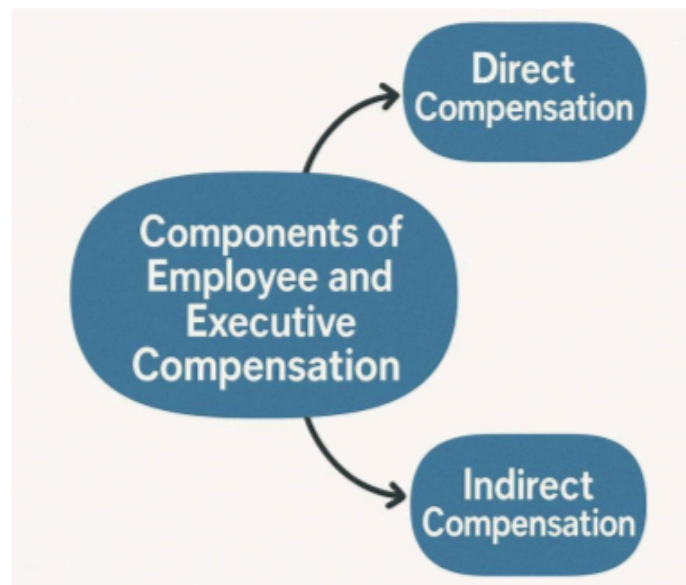 Direct
Compensation
Components of
Employee and
Executive
Compensation
Indirect
Compensation